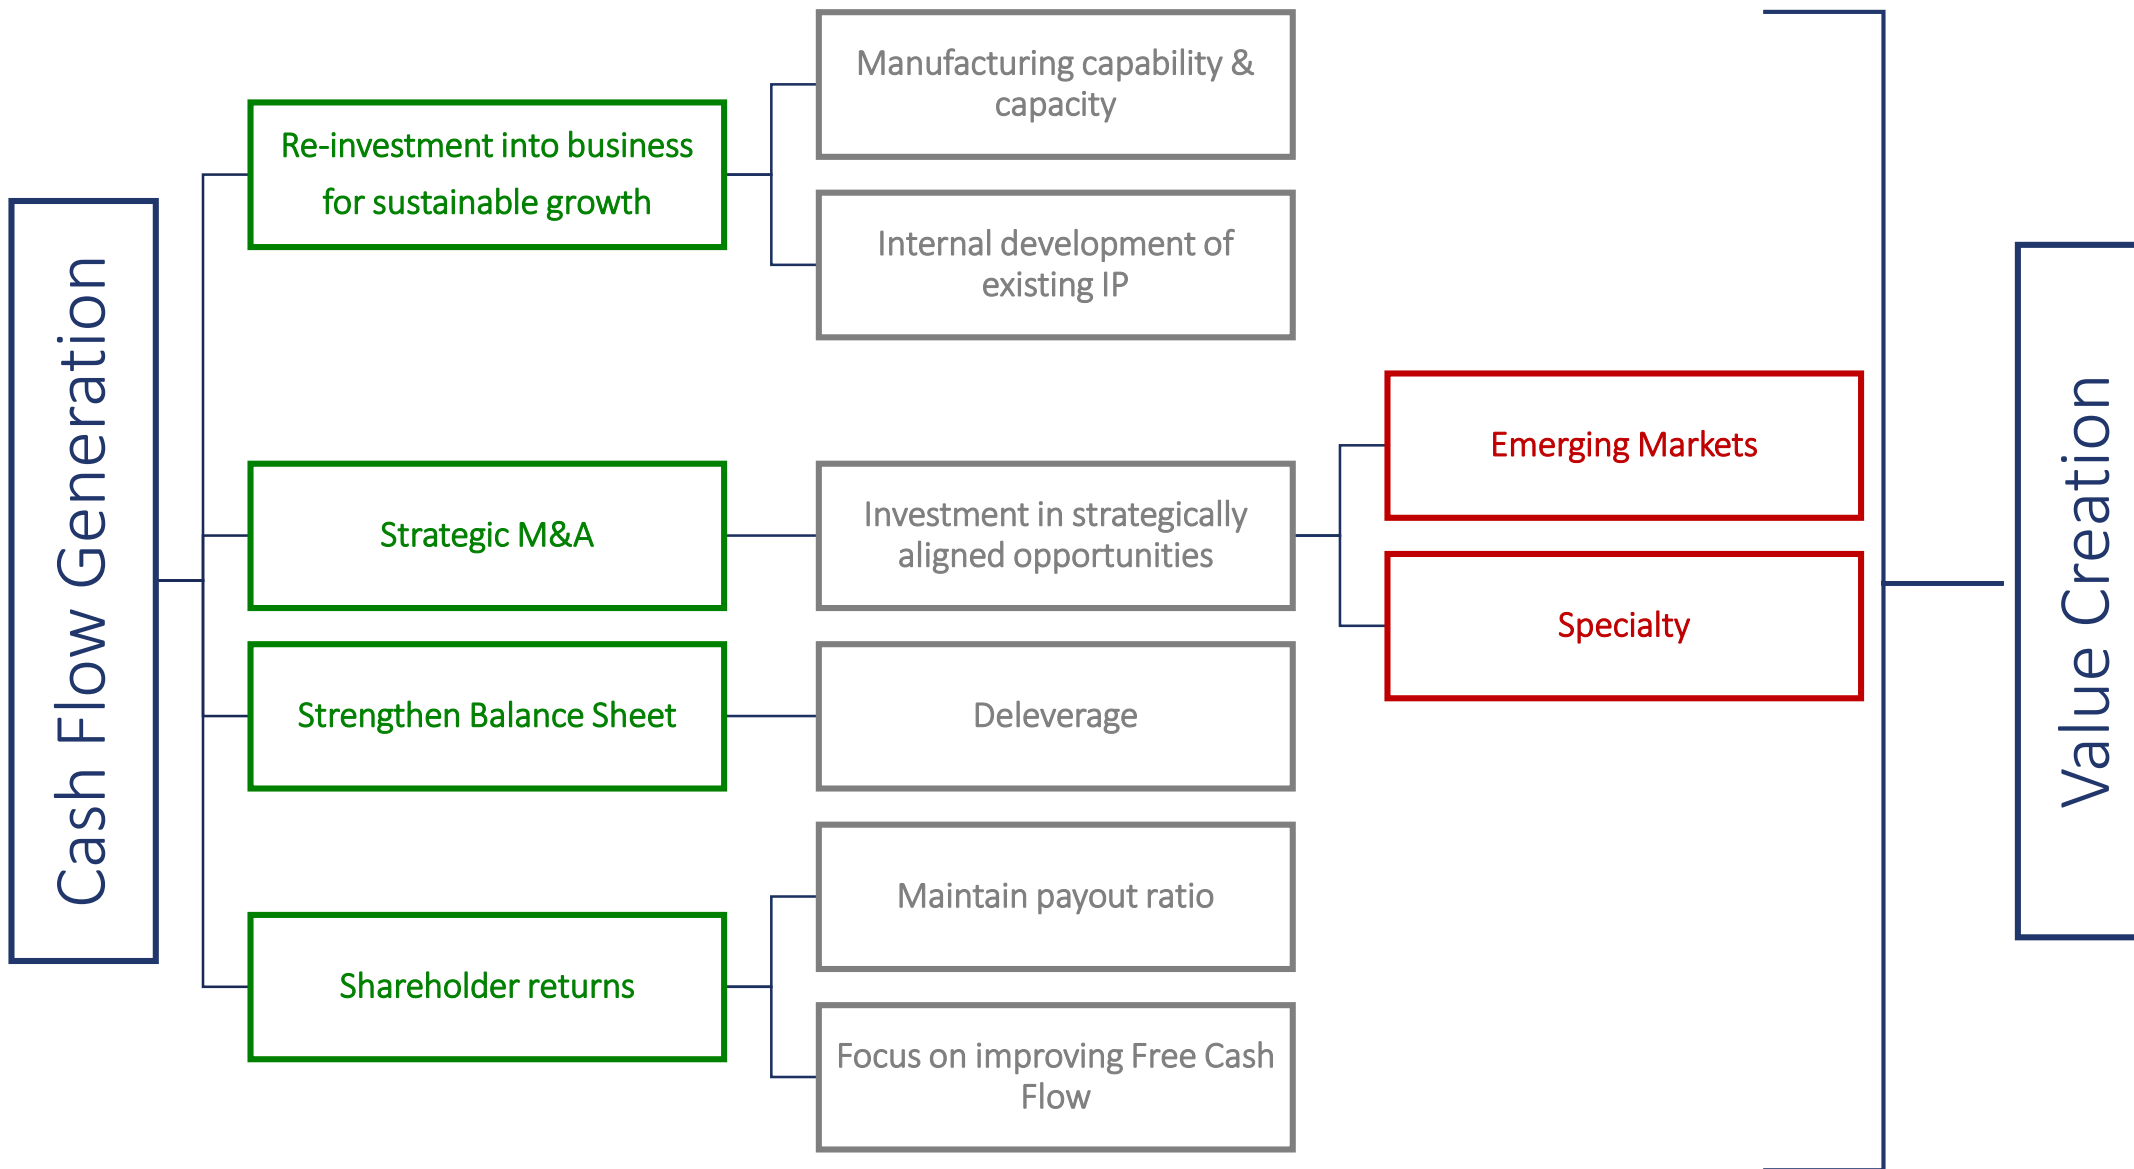 Cash Flow Generation
Re-investment into business
for sustainable growth
Manufacturing capability &
capacity
Internal development of
existing IP
Strategic M&A
Investment in strategically
aligned opportunities
Emerging Markets
Specialty
Strengthen Balance Sheet
Deleverage
Shareholder returns
Maintain payout ratio
Focus on improving Free Cash
Flow
Value Creation